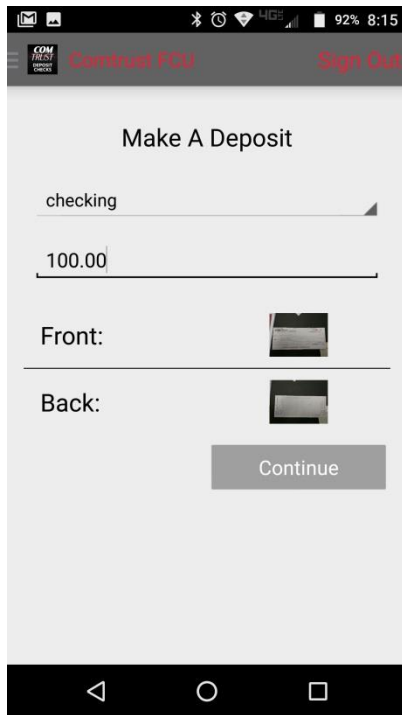 4G 92% 8:15
COM
TRUST
DEPOSIT
CHECKS
Comtrust FCU Sign Out
Make A Deposit
checking
100.00
Front:
Back:
Continue